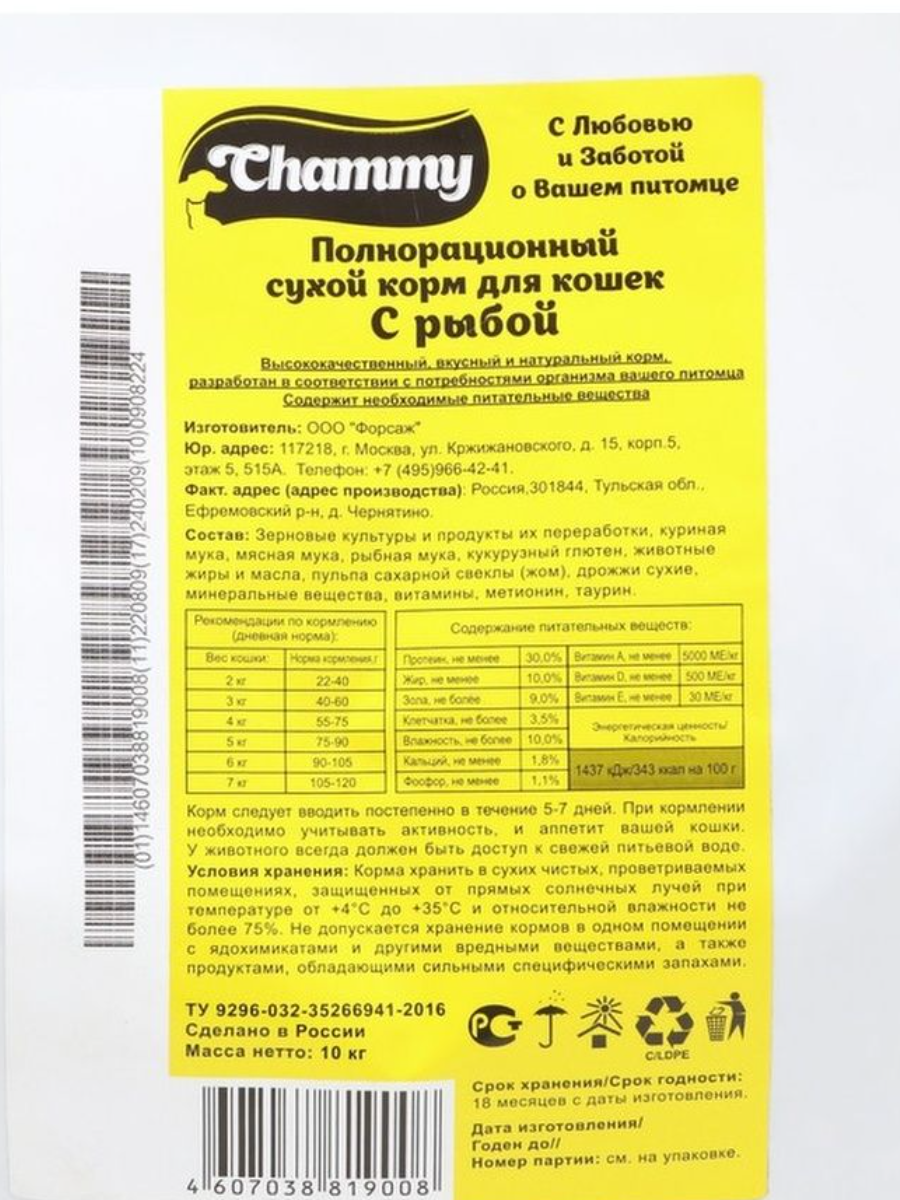 Chammy
С Любовью
и Заботой
о Вашем питомце
Полнорационный
сухой корм для кошек
С рыбой
Высококачественный, вкусный и натуральный корм,
разработан в соответствии с потребностями организма вашего питомца
Содержит необходимые питательные вещества
Изготовитель: ООО "Форсаж"
Юр. адрес: 117218, г. Москва, ул. Кржижановского, д. 15, корп.5,
этаж 5, 515А. Телефон: +7 (495)966-42-41.
Факт. адрес (адрес производства): Россия,301844, Тульская обл.,
Ефремовский р-н, д. Чернятино.
Состав: Зерновые культуры и продукты их переработки, куриная
мука, мясная мука, рыбная мука, кукурузный глютен, животные
жиры и масла, пульпа сахарной свеклы (жом), дрожжи сухие,
минеральные вещества, витамины, метионин, таурин.
Рекомендации по кормлению
(дневная норма):
Вес кошки: Норма кормления,г
2 кг 22-40
3 кг 40-60
4 кг 55-75
5 кг 75-90
6 кг 90-105
7 кг 105-120
Содержание питательных веществ:
Протеин, не менее 30,0% Витамин А, не менее 5000 МЕ/кг
Жир, не менее 10,0% Витамин D, не менее 500 МЕ/кг
Зола, не более 9,0% Витамин Е, не менее 30 МЕ/кг
Клетчатка, не более 3,5%
Влажность, не более 10,0%
Кальций, не менее 1,8%
Фосфор, не менее 1,1%
Энергетическая ценность/
Калорийность
1437 кДж/343 ккал на 100 г
Корм следует вводить постепенно в течение 5-7 дней. При кормлении
необходимо учитывать активность, и аппетит вашей кошки.
У животного всегда должен быть доступ к свежей питьевой воде.
Условия хранения: Корма хранить в сухих чистых, проветриваемых
помещениях, защищенных от прямых солнечных лучей при
температуре от +4°С до +35°С и относительной влажности не
более 75%. Не допускается хранение кормов в одном помещении
с ядохимикатами и другими вредными веществами, а также
продуктами, обладающими сильными специфическими запахами.
ТУ 9296-032-35266941-2016
Сделано в России
Масса нетто: 10 кг
РСТ
C/LDPE
Срок хранения/Срок годности:
18 месяцев с даты изготовления.
Дата изготовления/
Годен до//
Номер партии: см. на упаковке.
4 607038 819008
(01)14607038819008(11)220809(17)240209(10)0908224